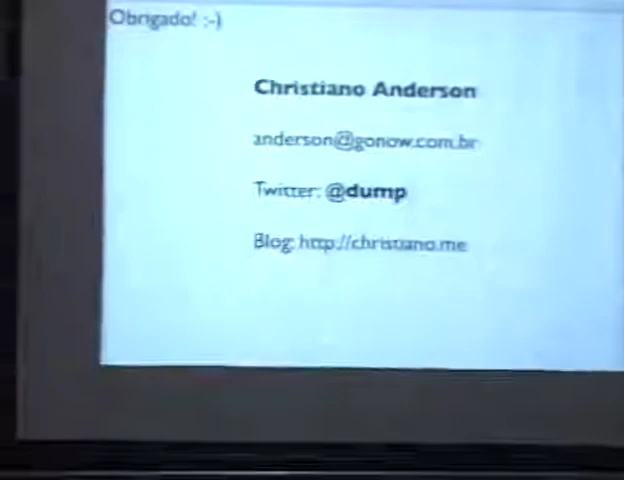 Obrigado! :-)
Christiano Anderson
anderson@gonow.com.br
Twitter: @dump
Blog: http://christiano.me